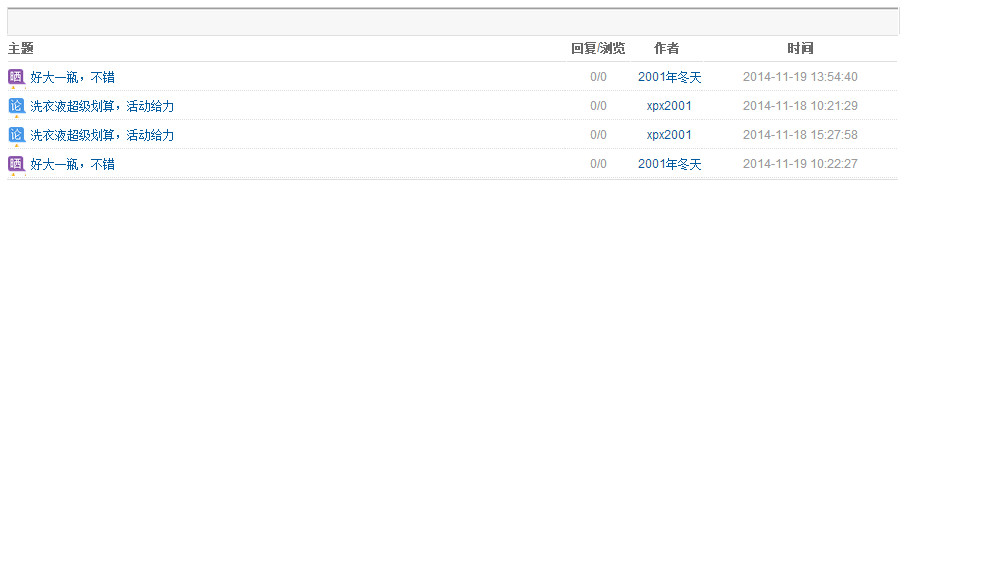 主题 回复/浏览 作者 时间
晒 好大一瓶，不错 0/0 2001年冬天 2014-11-19 13:54:40
论 洗衣液超级划算，活动给力 0/0 xpx2001 2014-11-18 10:21:29
论 洗衣液超级划算，活动给力 0/0 xpx2001 2014-11-18 15:27:58
晒 好大一瓶，不错 0/0 2001年冬天 2014-11-19 10:22:27